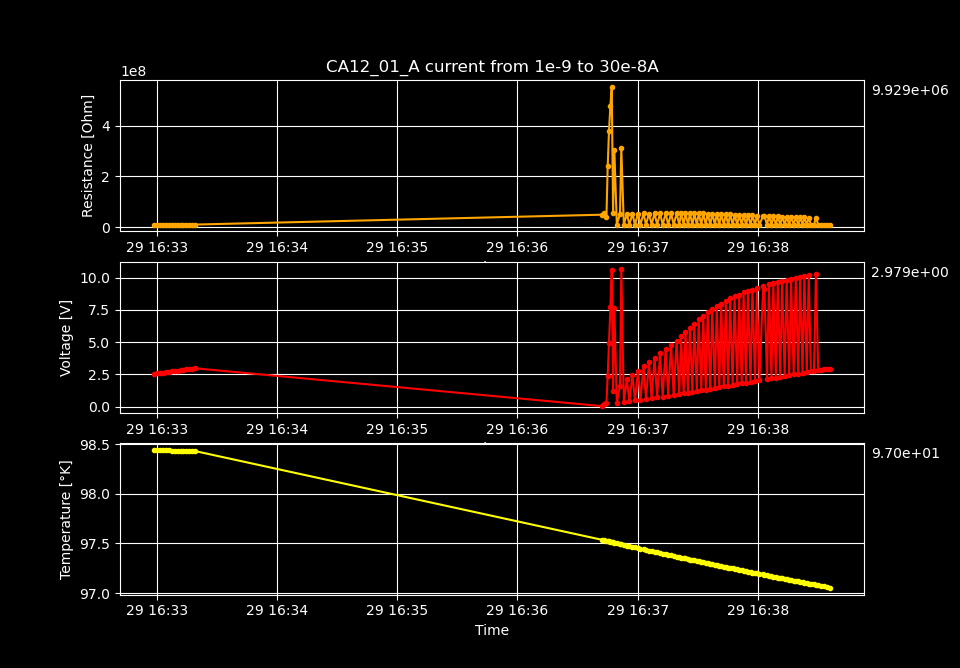 CA12_01_A current from 1e-9 to 30e-8A
1e8
9.929e+06
Resistance [Ohm]
4
2
0
29 16:33 29 16:34 29 16:35 29 16:36 29 16:37 29 16:38
2.979e+00
Voltage [V]
10.0
7.5
5.0
2.5
0.0
29 16:33 29 16:34 29 16:35 29 16:36 29 16:37 29 16:38
9.70e+01
Temperature [°K]
98.5
98.0
97.5
97.0
29 16:33 29 16:34 29 16:35 29 16:36 29 16:37 29 16:38
Time